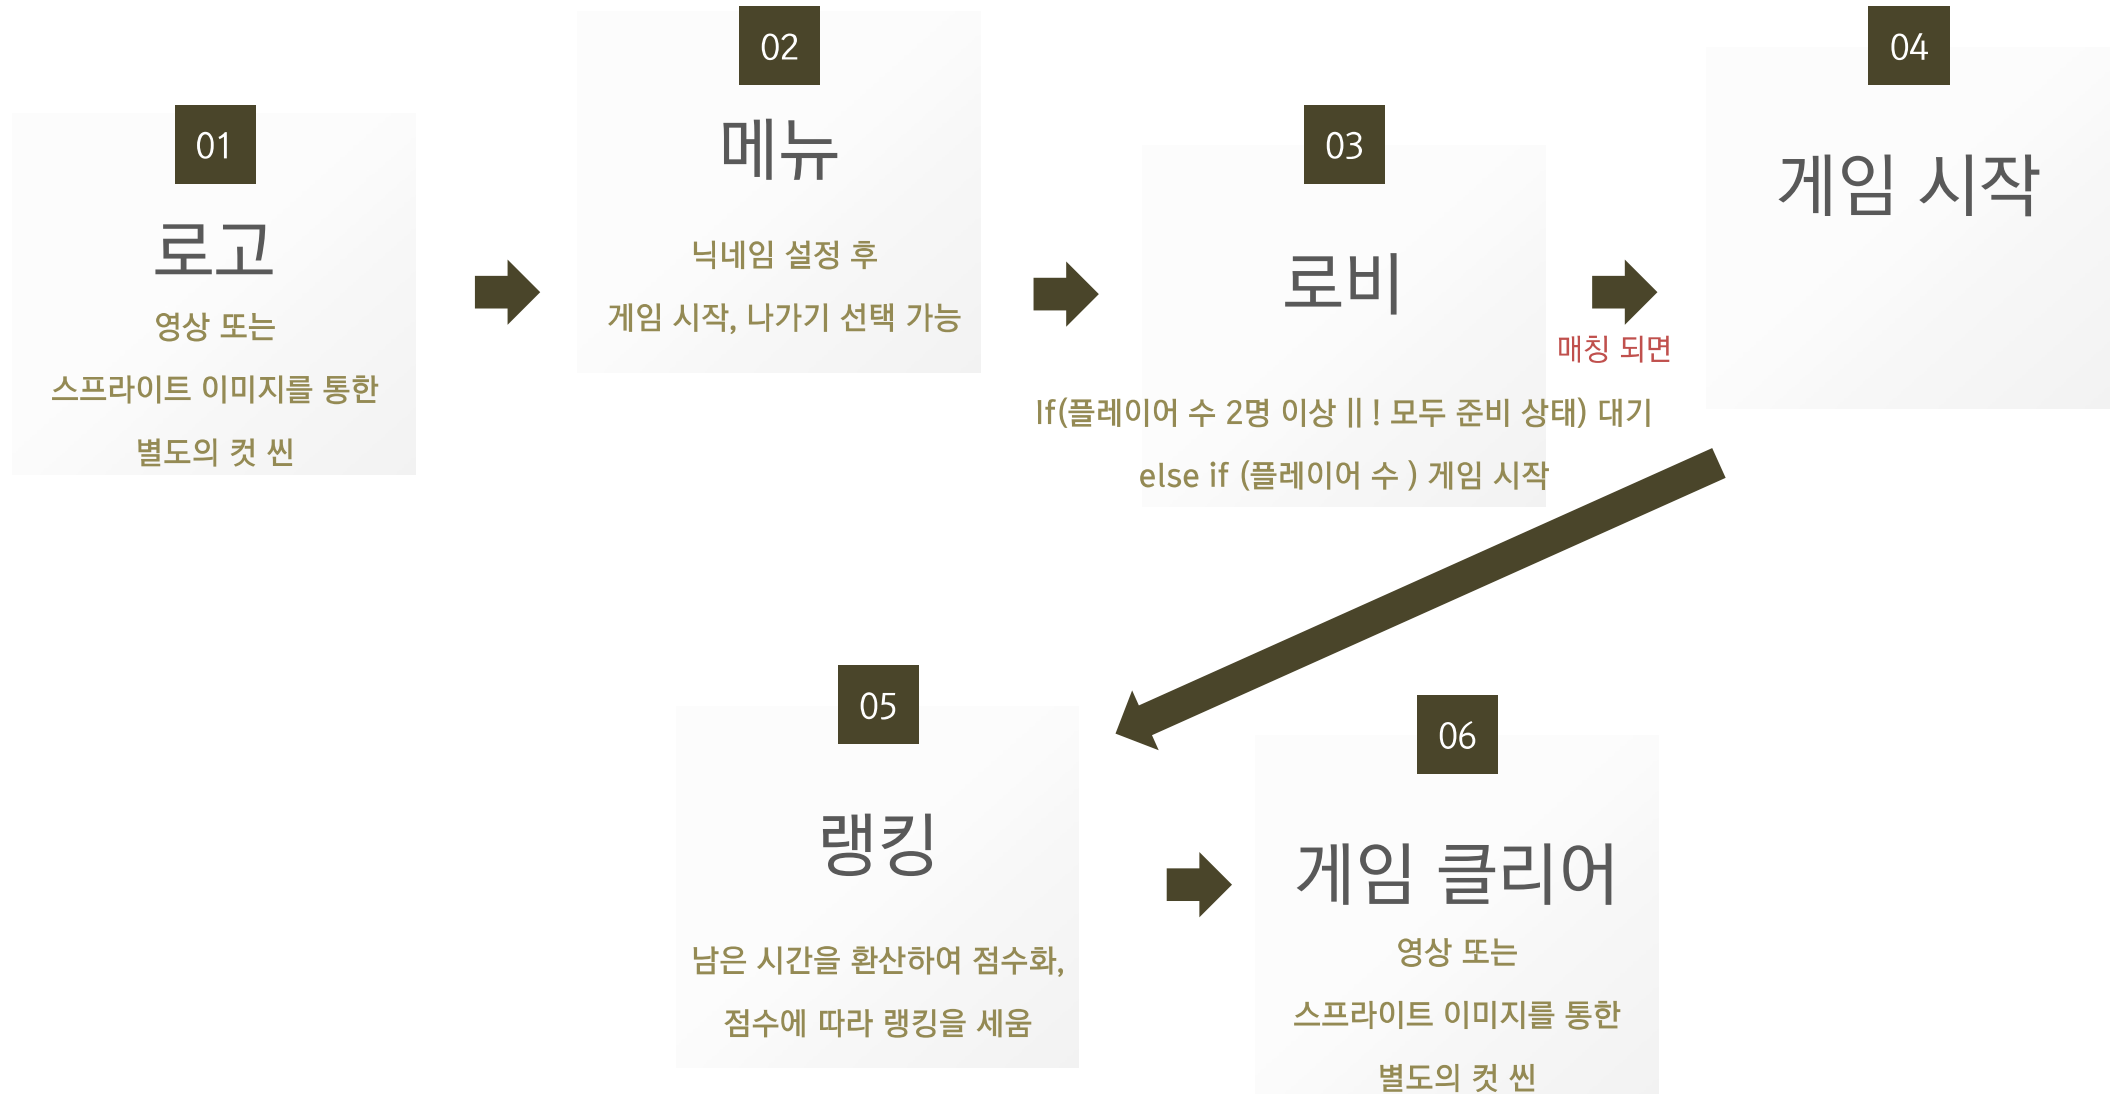 01
로고
영상 또는
스프라이트 이미지를 통한
별도의 컷 씬
02
메뉴
닉네임 설정 후
게임 시작, 나가기 선택 가능
03
로비
If(플레이어 수 2명 이상 || ! 모두 준비 상태) 대기
else if (플레이어 수 ) 게임 시작
매칭 되면
04
게임 시작
05
랭킹
남은 시간을 환산하여 점수화,
점수에 따라 랭킹을 세움
06
게임 클리어
영상 또는
스프라이트 이미지를 통한
별도의 컷 씬